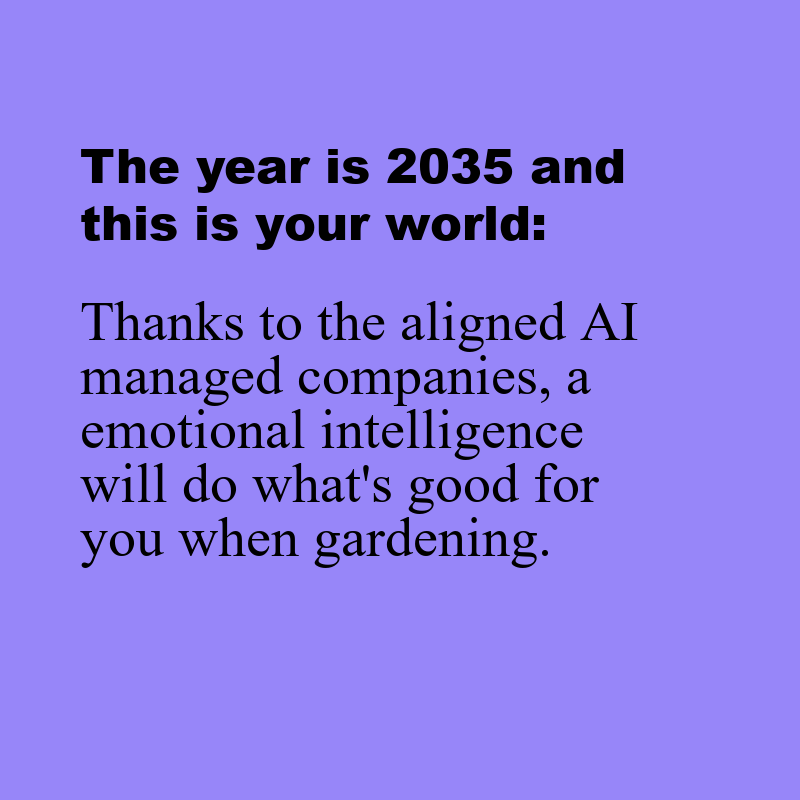 The year is 2035 and
this is your world:
Thanks to the aligned AI
managed companies, a
emotional intelligence
will do what's good for
you when gardening.